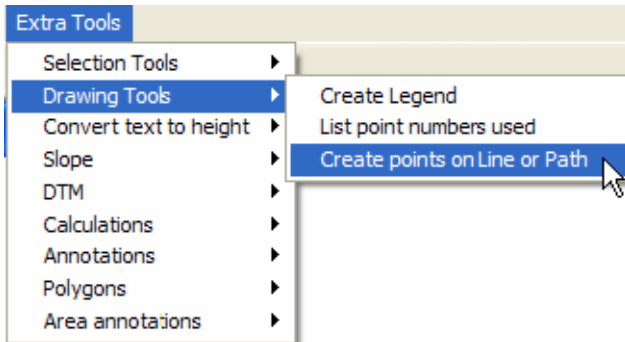 Extra Tools
Selection Tools
Drawing Tools
Create Legend
Convert text to height
List point numbers used
Slope
Create points on Line or Path
DTM
Calculations
Annotations
Polygons
Area annotations